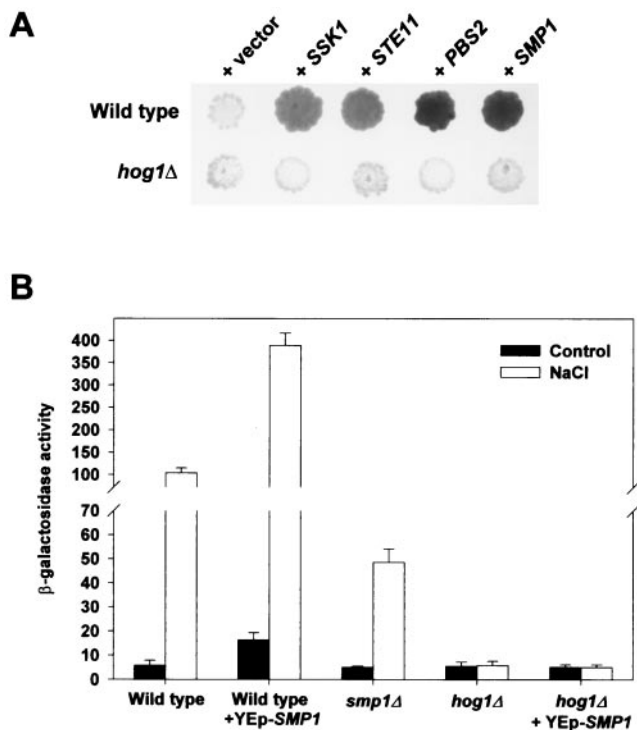 A
+ vector
+ SSK1
+ STE11
+ PBS2
+ SMP1
Wild type
hog1Δ
B
Control
NaCl
β-galactosidase activity
400
350
300
250
200
150
100
70
60
50
40
30
20
10
0
Wild type
Wild type
+YEp-SMP1
smp1Δ
hog1Δ
hog1Δ
+ YEp-SMP1